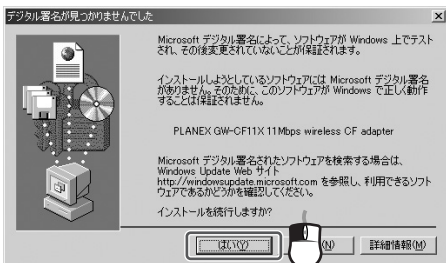 デジタル署名が見つかりませんでした
Microsoft デジタル署名によって、ソフトウェアが Windows 上でテスト
され、その後変更されていないことが保証されます。
インストールしようとしているソフトウェアには Microsoft デジタル署名
がありません。そのために、このソフトウェアが Windows で正しく動作
することは保証されません。
PLANEX GW-CF11X 11Mbps wireless CF adapter
Microsoft デジタル署名されたソフトウェアを検索する場合は、
Windows Update Web サイト
http://windowsupdate.microsoft.com を参照し、利用できるソフト
ウェアであるかどうかを確認してください。
インストールを続行しますか?
はい(Y) (N) 詳細情報(M)